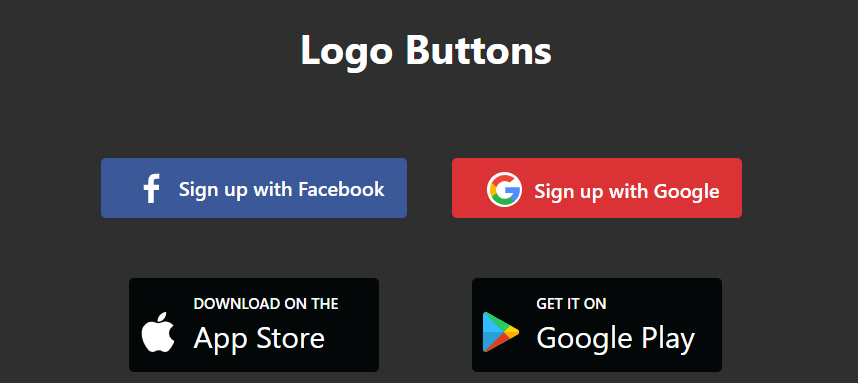 Logo Buttons
Sign up with Facebook
Sign up with Google
DOWNLOAD ON THE
App Store
GET IT ON
Google Play